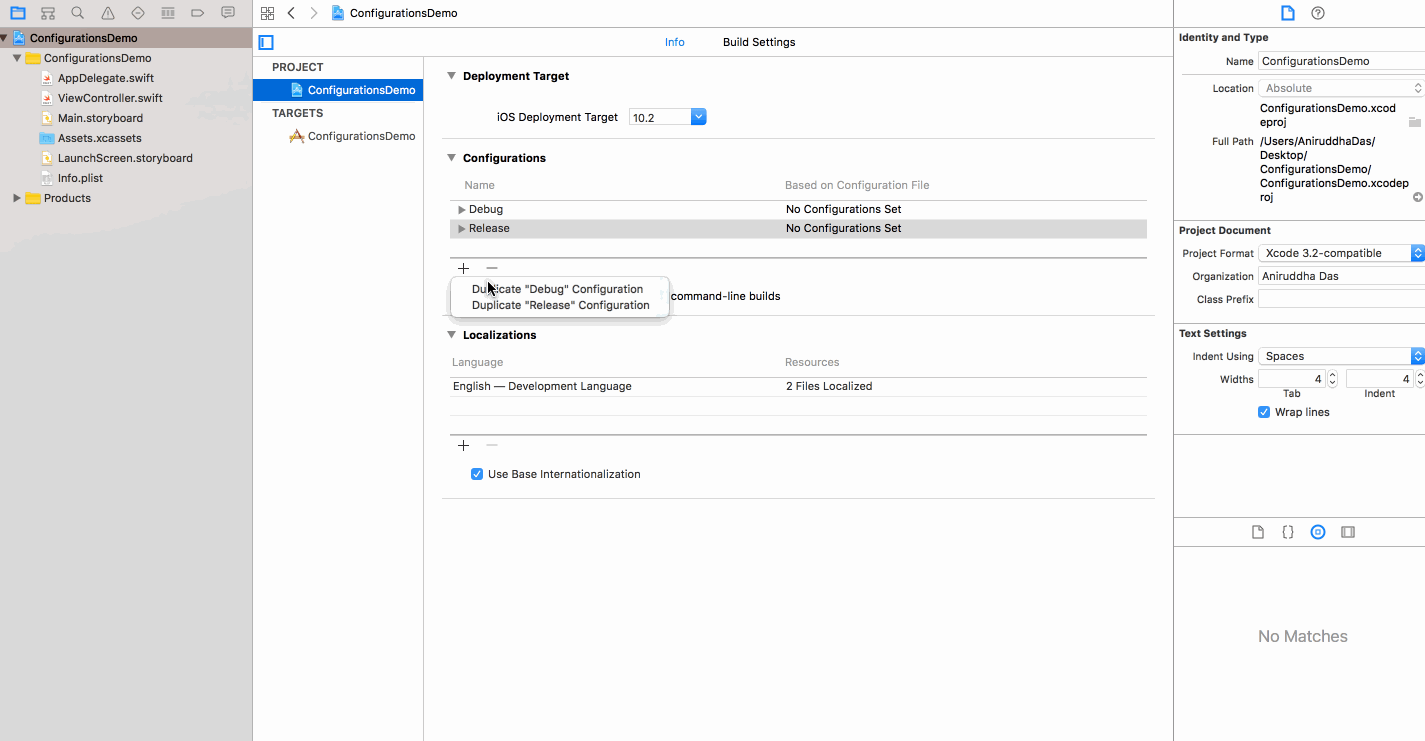 ConfigurationsDemo
ConfigurationsDemo
AppDelegate.swift
ViewController.swift
Main.storyboard
Assets.xcassets
LaunchScreen.storyboard
Info.plist
Products
ConfigurationsDemo
Info Build Settings
PROJECT
ConfigurationsDemo
TARGETS
ConfigurationsDemo
Deployment Target
iOS Deployment Target 10.2
Configurations
Name Based on Configuration File
Debug No Configurations Set
Release No Configurations Set
Duplicate "Debug" Configuration
Duplicate "Release" Configuration
command-line builds
Localizations
Language Resources
English — Development Language 2 Files Localized
Use Base Internationalization
Identity and Type
Name ConfigurationsDemo
Location Absolute
ConfigurationsDemo.xcod
eproj
Full Path /Users/AniruddhaDas/
Desktop/
ConfigurationsDemo/
ConfigurationsDemo.xcodep
roj
Project Document
Project Format Xcode 3.2-compatible
Organization Aniruddha Das
Class Prefix
Text Settings
Indent Using Spaces
Widths 4 4
Tab Indent
Wrap lines
No Matches